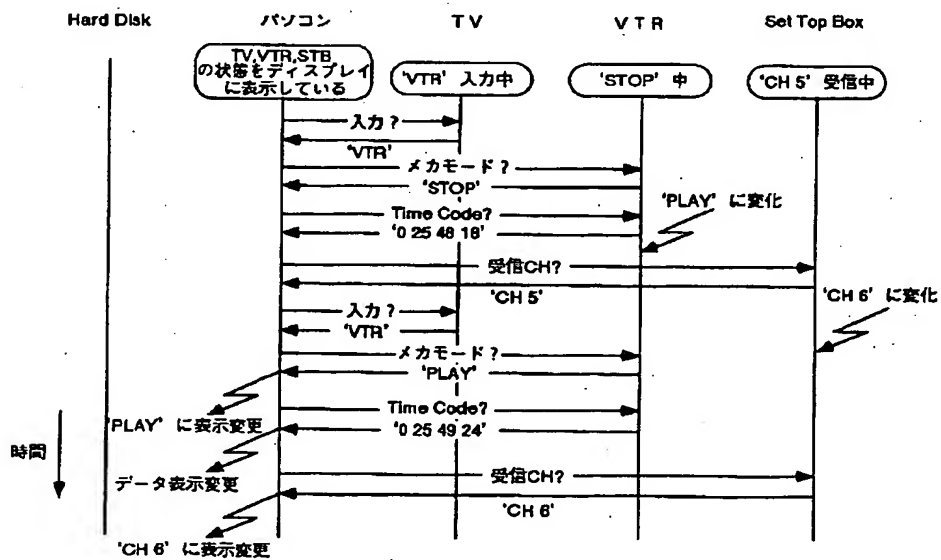 Hard Disk パソコン TV VTR Set Top Box
TV,VTR,STB
の状態をディスプレイ
に表示している
'VTR' 入力中
'STOP' 中
'CH 5' 受信中
入力？
'VTR'
メカモード？
'STOP'
'PLAY' に変化
Time Code?
'0 25 48 18'
受信CH?
'CH 5'
'CH 6' に変化
入力？
'VTR'
メカモード？
'PLAY'
Time Code?
'PLAY' に表示変更
'0 25 49 24'
時間
受信CH?
データ表示変更
'CH 6'
'CH 6' に表示変更